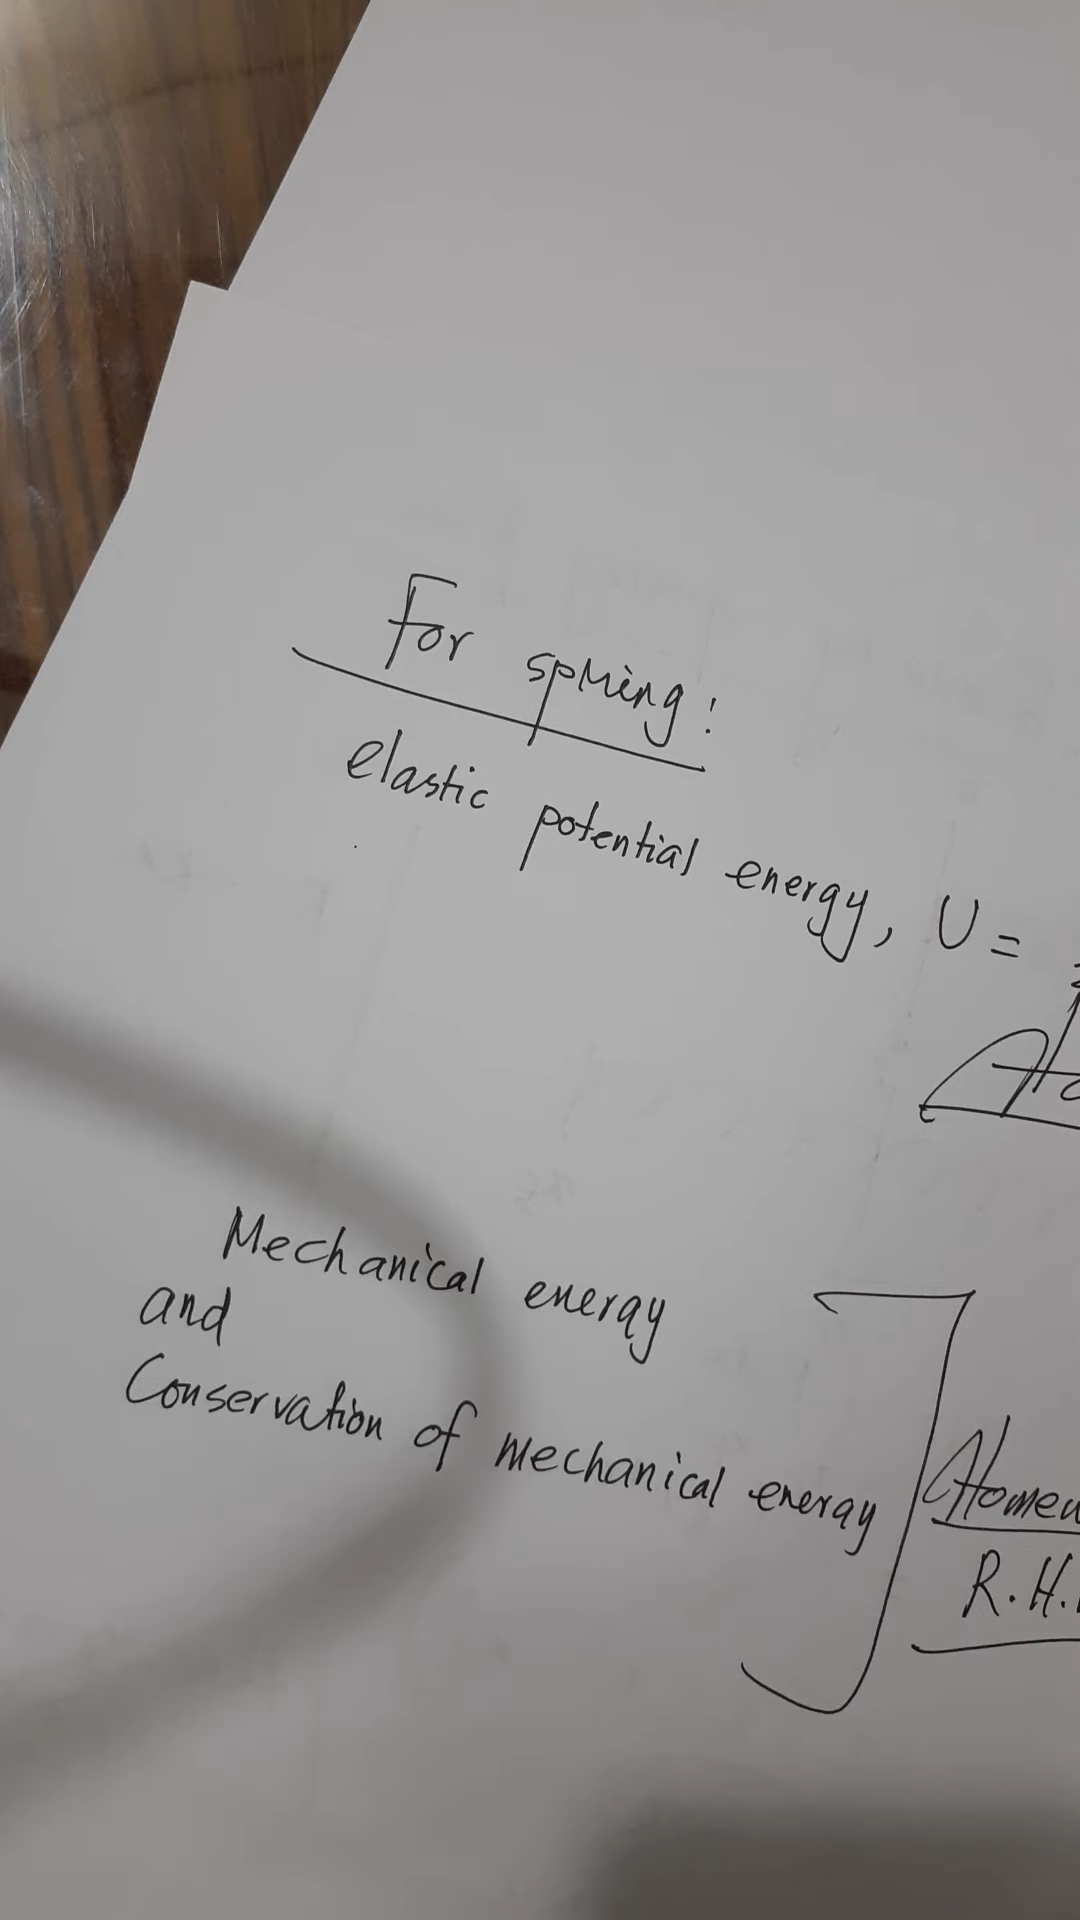 For spring:
elastic potential energy, U =
Mechanical energy
and
Conservation of mechanical energy
R.H.